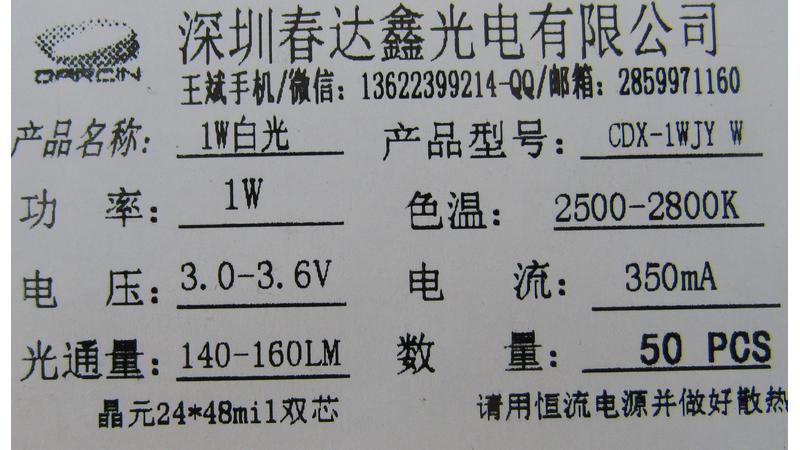 深圳春达鑫光电有限公司
王斌手机/微信：13622399214-QQ/邮箱：2859971160
产品名称：1W白光 产品型号：CDX-1WJY W
功 率：1W 色温：2500-2800K
电 压：3.0-3.6V 电 流：350mA
光通量：140-160LM 数 量：50 PCS
晶元24*48mil双芯 请用恒流电源并做好散热